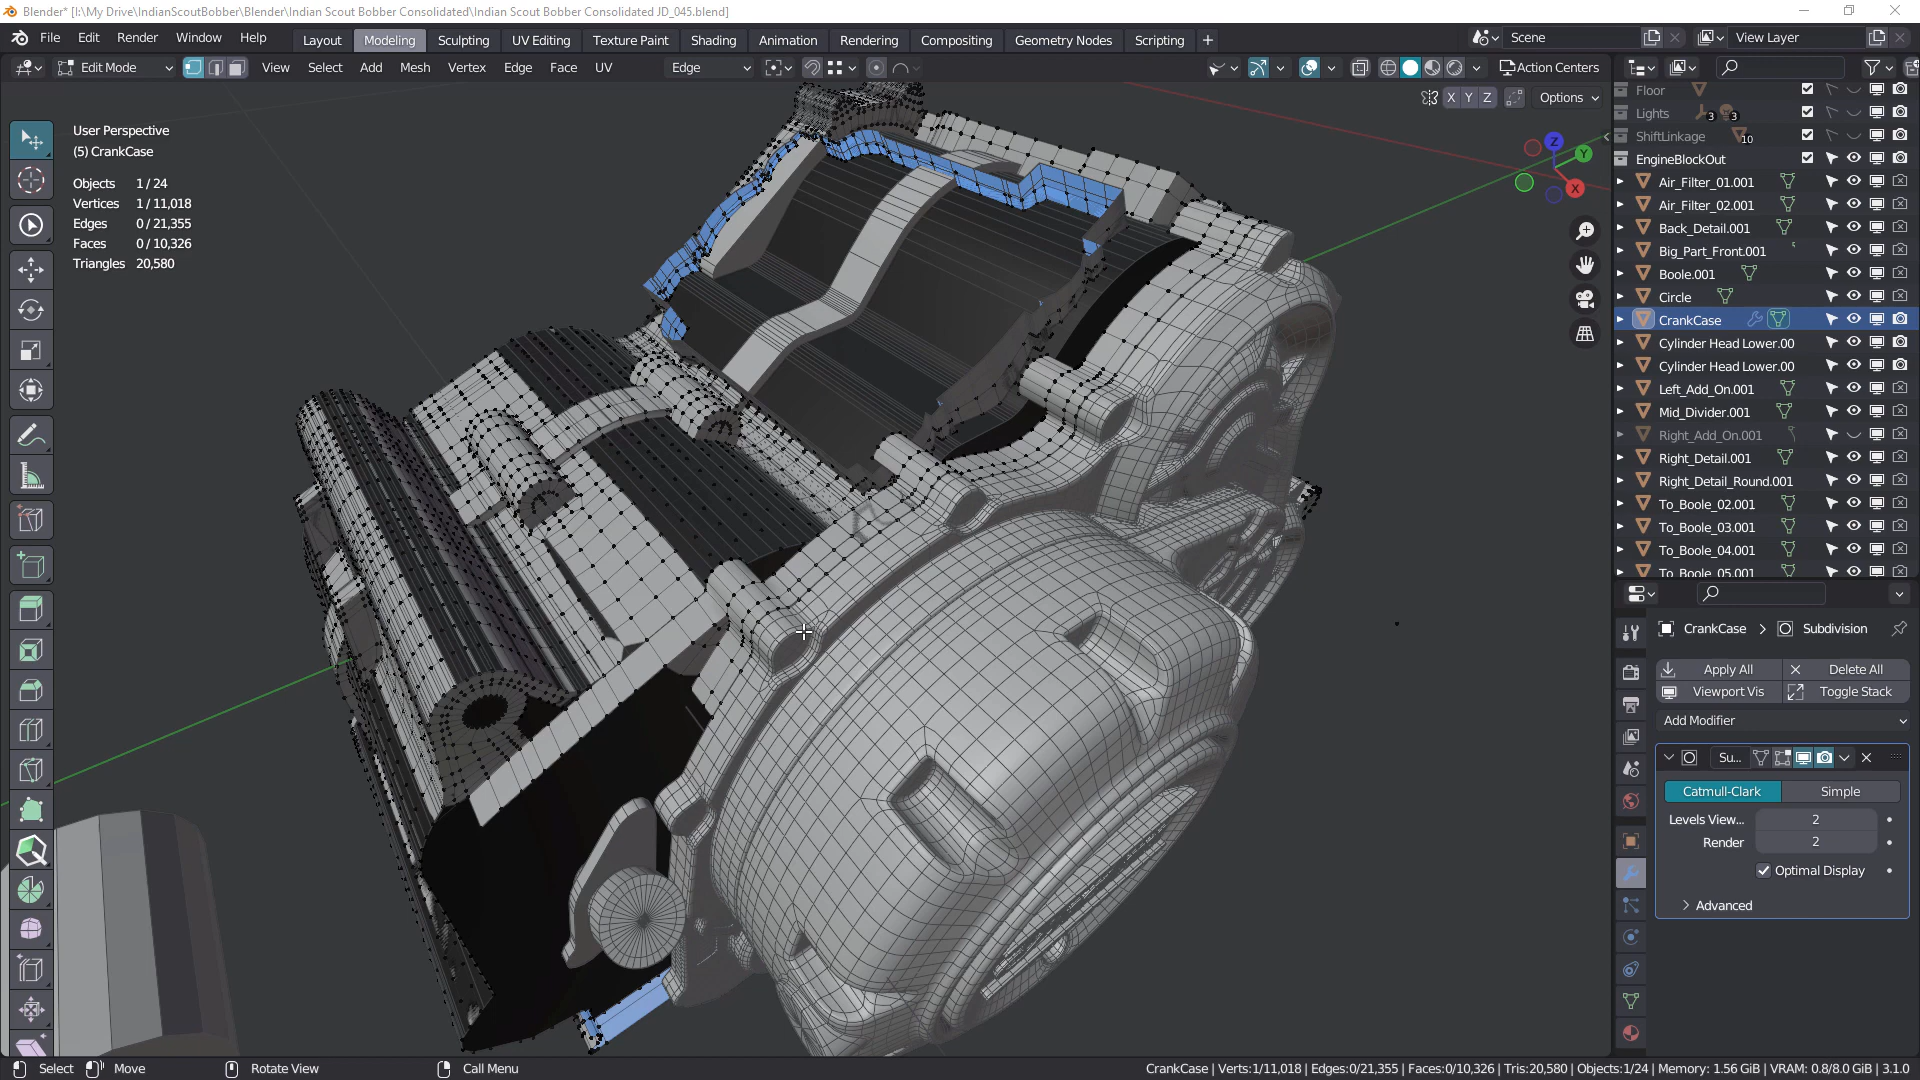 Blender* [I:\My Drive\IndianScoutBobber\Blender\Indian Scout Bobber Consolidated\Indian Scout Bobber Consolidated JD_045.blend]
File Edit Render Window Help Layout Modeling Sculpting UV Editing Texture Paint Shading Animation Rendering Compositing Geometry Nodes Scripting + Scene View Layer
Edit Mode View Select Add Mesh Vertex Edge Face UV Edge Action Centers
X Y Z Options
User Perspective
(5) CrankCase
Objects 1 / 24
Vertices 1 / 11,018
Edges 0 / 21,355
Faces 0 / 10,326
Triangles 20,580
Z
Y
X
Floor
Lights 3 3
ShiftLinkage 10
EngineBlockOut
Air_Filter_01.001
Air_Filter_02.001
Back_Detail.001
Big_Part_Front.001
Boole.001
Circle
CrankCase
Cylinder Head Lower.00
Cylinder Head Lower.00
Left_Add_On.001
Mid_Divider.001
Right_Add_On.001
Right_Detail.001
Right_Detail_Round.001
To_Boole_02.001
To_Boole_03.001
To_Boole_04.001
To_Boole_05.001
CrankCase > Subdivision
Apply All Delete All
Viewport Vis Toggle Stack
Add Modifier
Su...
Catmull-Clark Simple
Levels View... 2
Render 2
Optimal Display
Advanced
Select Move Rotate View Call Menu CrankCase | Verts:1/11,018 | Edges:0/21,355 | Faces:0/10,326 | Tris:20,580 | Objects:1/24 | Memory: 1.56 GiB | VRAM: 0.8/8.0 GiB | 3.1.0